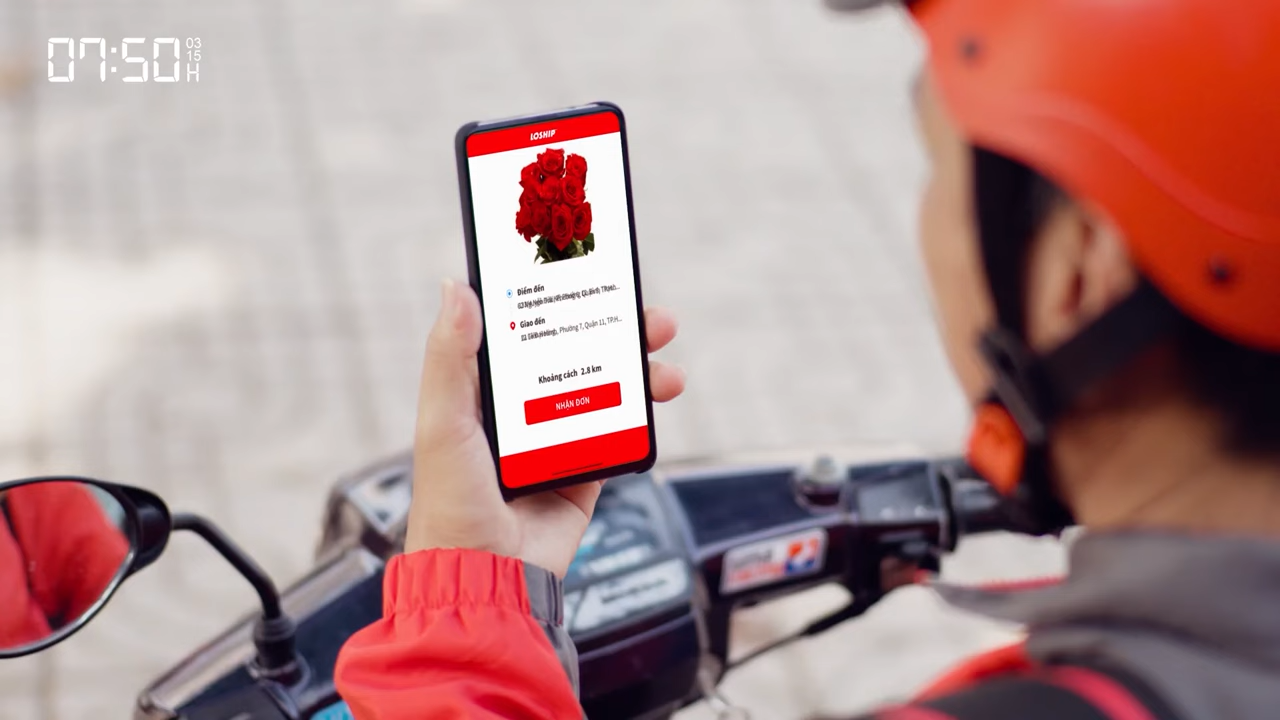 07:50
03
15
H
LOSHIP
Điểm đến
Giao đến
Phường 7, Quận 11, TP.H...
Khoảng cách 2.8 km
NHẬN ĐƠN